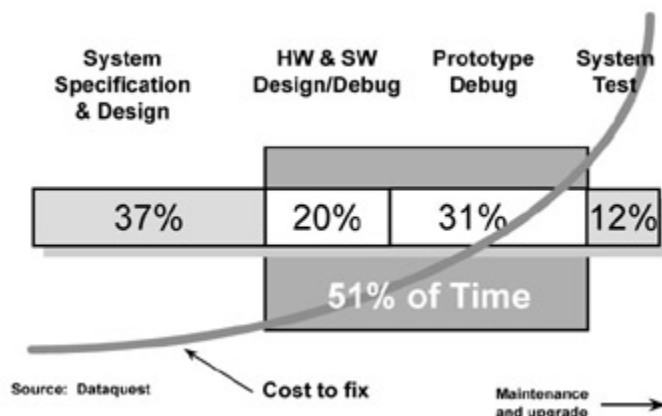 System
Specification
& Design
HW & SW
Design/Debug
Prototype
Debug
System
Test
37%
20%
31%
12%
51% of Time
Source: Dataquest
Cost to fix
Maintenance
and upgrade